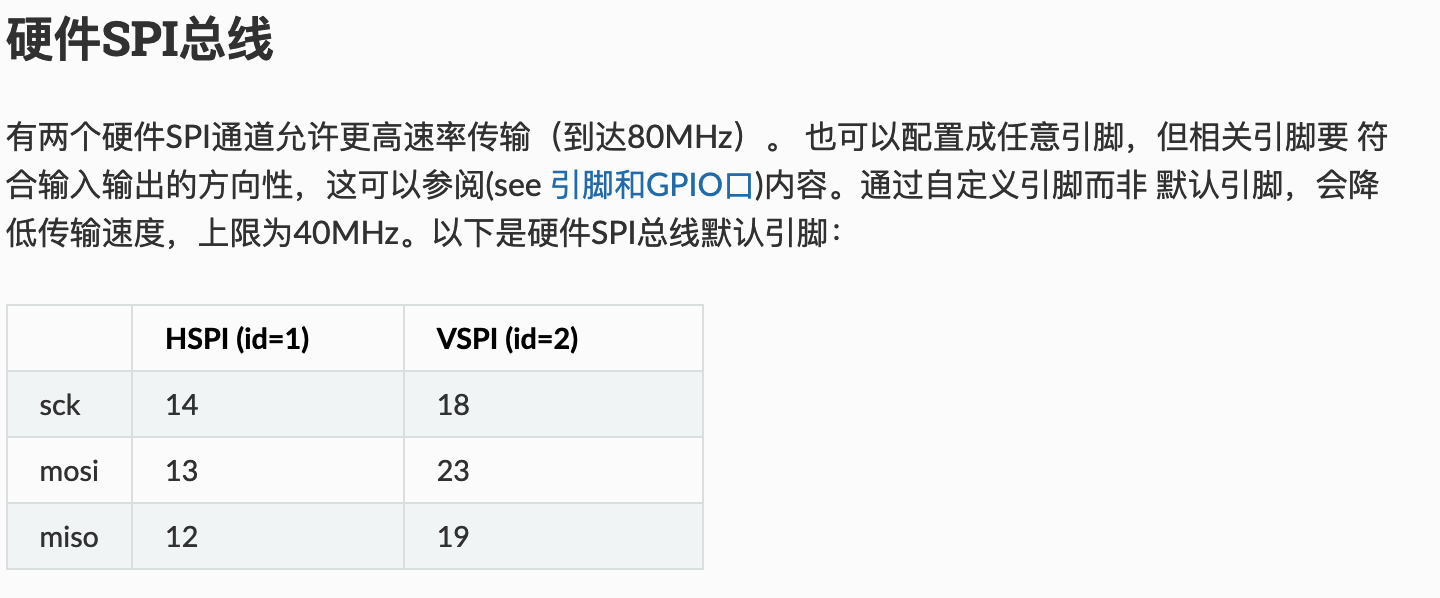 硬件SPI总线
有两个硬件SPI通道允许更高速率传输（到达80MHz）。 也可以配置成任意引脚，但相关引脚要 符
合输入输出的方向性，这可以参阅(see 引脚和GPIO口)内容。通过自定义引脚而非 默认引脚，会降
低传输速度，上限为40MHz。以下是硬件SPI总线默认引脚：
HSPI (id=1) VSPI (id=2)
sck 14 18
mosi 13 23
miso 12 19